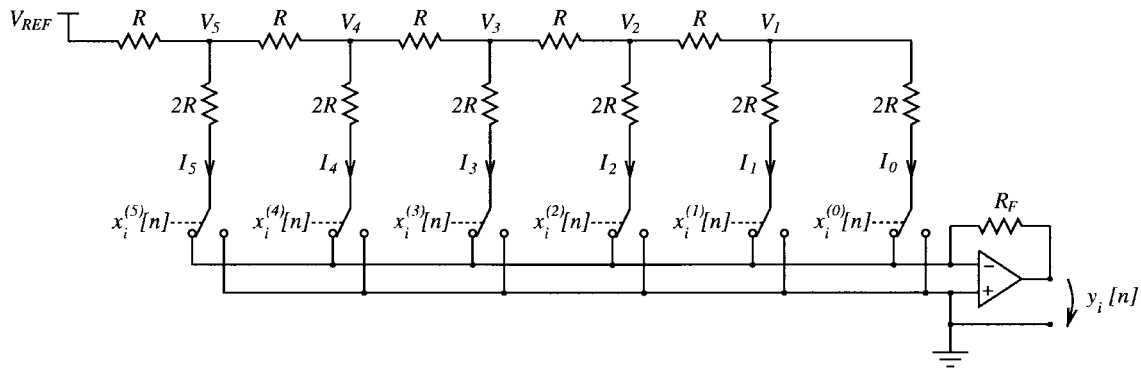 V_REF R V_5 R V_4 R V_3 R V_2 R V_1
2R 2R 2R 2R 2R 2R
I_5 I_4 I_3 I_2 I_1 I_0
x_i^(5)[n] x_i^(4)[n] x_i^(3)[n] x_i^(2)[n] x_i^(1)[n] x_i^(0)[n] R_F
−
+
y_i [n]